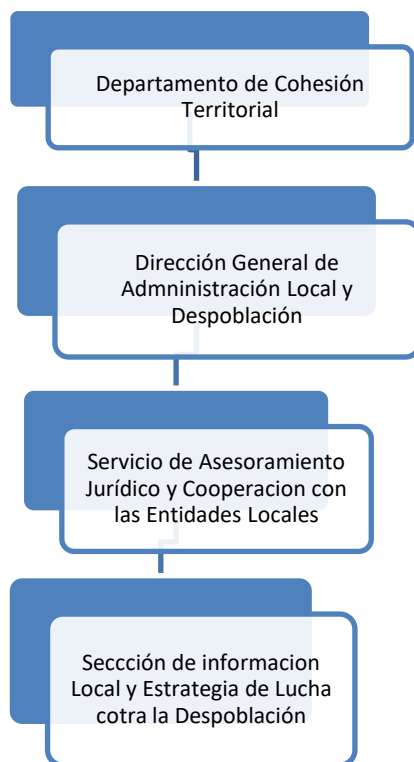 Departamento de Cohesión
Territorial
Dirección General de
Admninistración Local y
Despoblación
Servicio de Asesoramiento
Jurídico y Cooperacion con
las Entidades Locales
Seccción de informacion
Local y Estrategia de Lucha
cotra la Despoblación